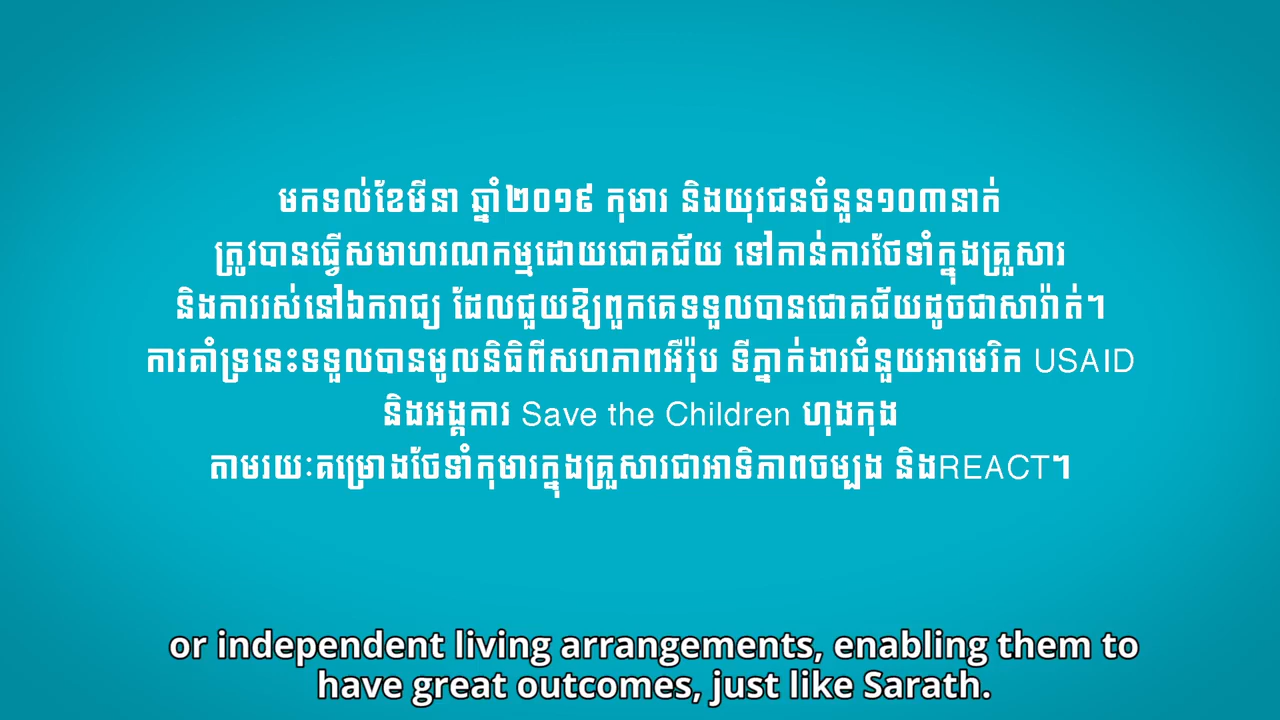 មកទល់ខែមីនា ឆ្នាំ២០១៩ កុមារ និងយុវជនចំនួន១០៣នាក់
ត្រូវបានធ្វើសមាហរណកម្មដោយជោគជ័យ ទៅកាន់ការថែទាំក្នុងគ្រួសារ
និងការរស់នៅឯករាជ្យ ដែលជួយឱ្យពួកគេទទួលបានជោគជ័យដូចជាសារ៉ាត់។
ការគាំទ្រនេះទទួលបានមូលនិធិពីសហភាពអឺរ៉ុប ទីភ្នាក់ងារជំនួយអាមេរិក USAID
និងអង្គការ Save the Children ហុងកុង
តាមរយៈគម្រោងថែទាំកុមារក្នុងគ្រួសារជាអាទិភាពចម្បង និងREACT។
or independent living arrangements, enabling them to
have great outcomes, just like Sarath.